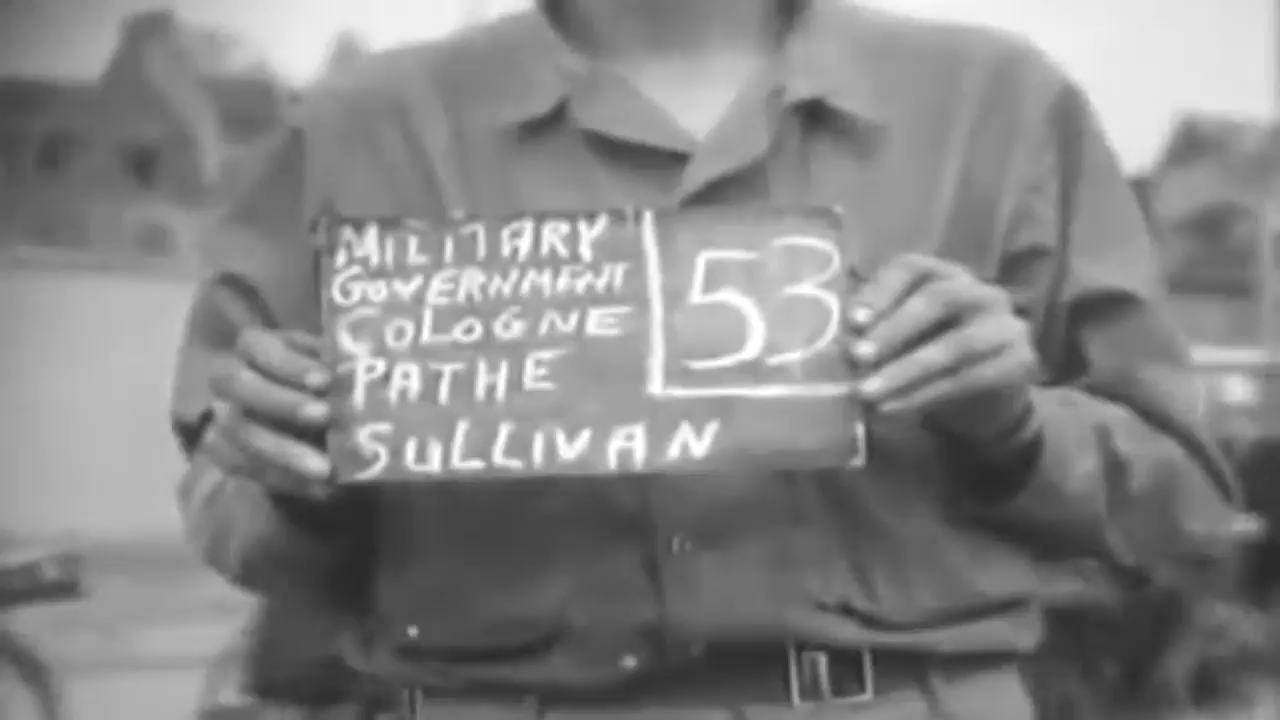 MILITARY
GOVERNMENT
COLOGNE
PATHE
SULLIVAN
53